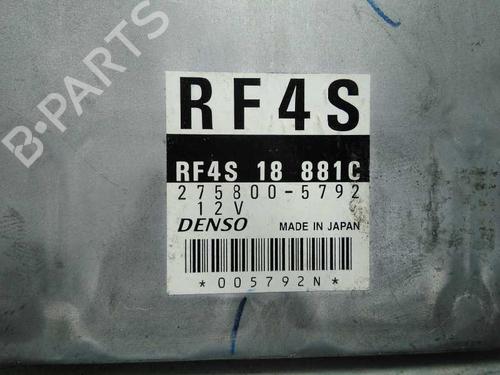 B-PARTS
RF4S
RF4S 18 881C
275800-5792
12V
DENSO MADE IN JAPAN
*005792N*